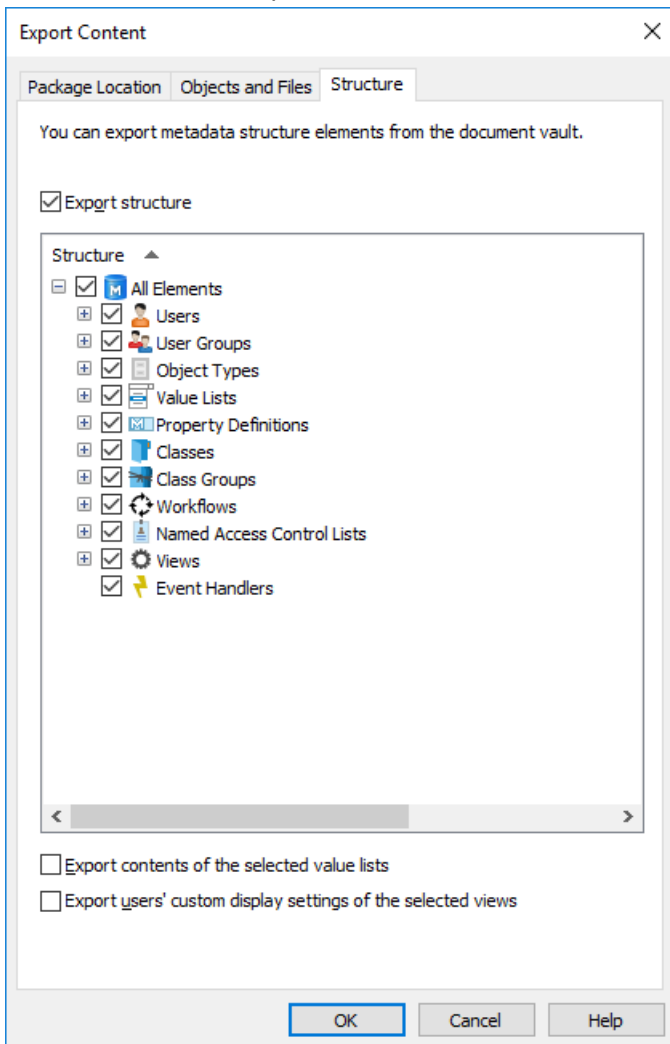 Export Content
Package Location Objects and Files Structure
You can export metadata structure elements from the document vault.
Export structure
Structure
All Elements
Users
User Groups
Object Types
Value Lists
Property Definitions
Classes
Class Groups
Workflows
Named Access Control Lists
Views
Event Handlers
Export contents of the selected value lists
Export users' custom display settings of the selected views
OK Cancel Help